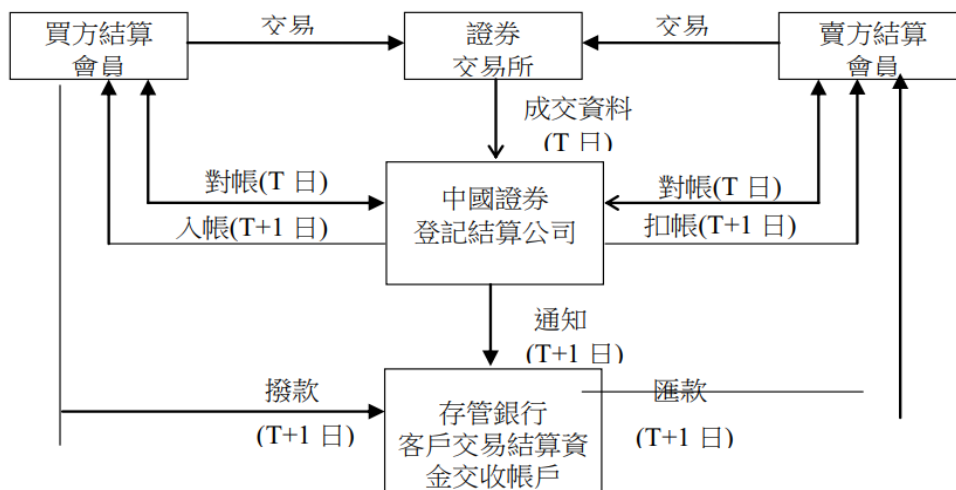 買方結算
會員
交易
證券
交易所
交易
賣方結算
會員
成交資料
(T 日)
對帳(T 日)
入帳(T+1 日)
中國證券
登記結算公司
對帳(T 日)
扣帳(T+1 日)
通知
(T+1 日)
撥款
(T+1 日)
存管銀行
客戶交易結算資
金交收帳戶
匯款
(T+1 日)